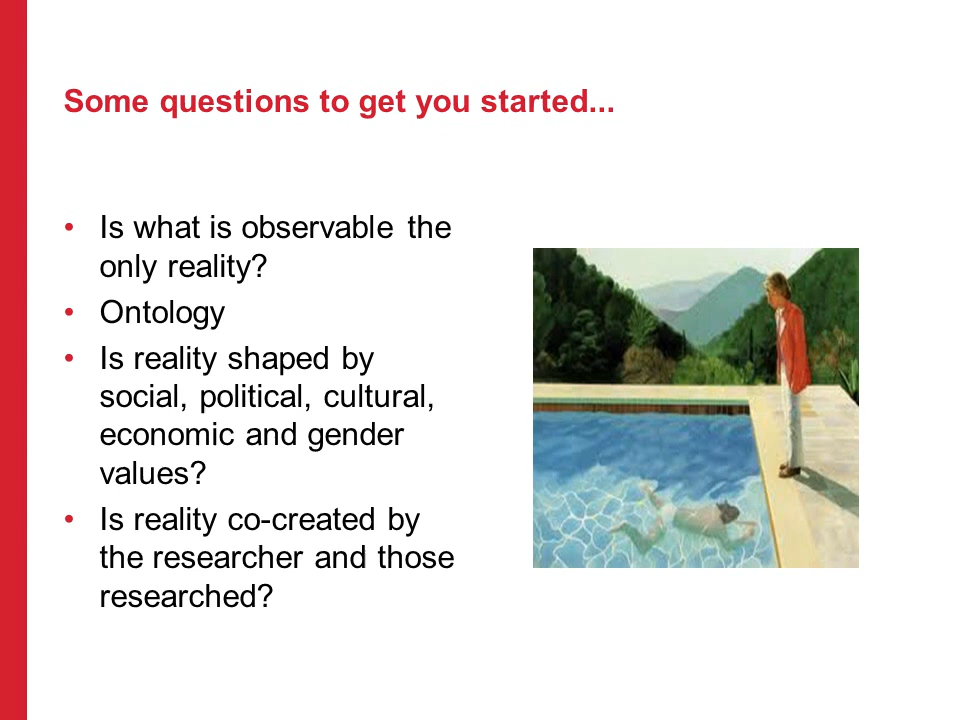 Some questions to get you started...
• Is what is observable the
only reality?
• Ontology
• Is reality shaped by
social, political, cultural,
economic and gender
values?
• Is reality co-created by
the researcher and those
researched?